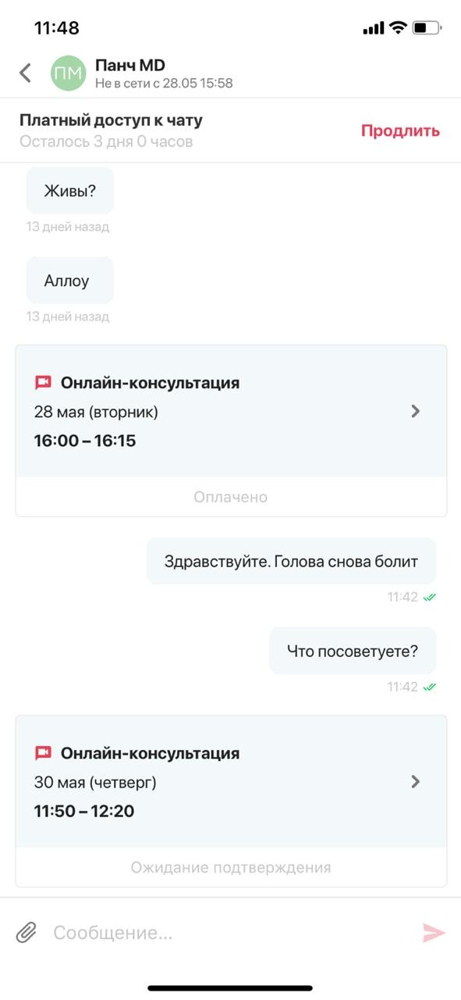 11:48
ПМ
Панч MD
Не в сети с 28.05 15:58
Платный доступ к чату
Осталось 3 дня 0 часов
Продлить
Живы?
13 дней назад
Аллоу
13 дней назад
Онлайн-консультация
28 мая (вторник)
16:00 – 16:15
Оплачено
Здравствуйте. Голова снова болит
11:42
Что посоветуете?
11:42
Онлайн-консультация
30 мая (четверг)
11:50 – 12:20
Ожидание подтверждения
Сообщение...